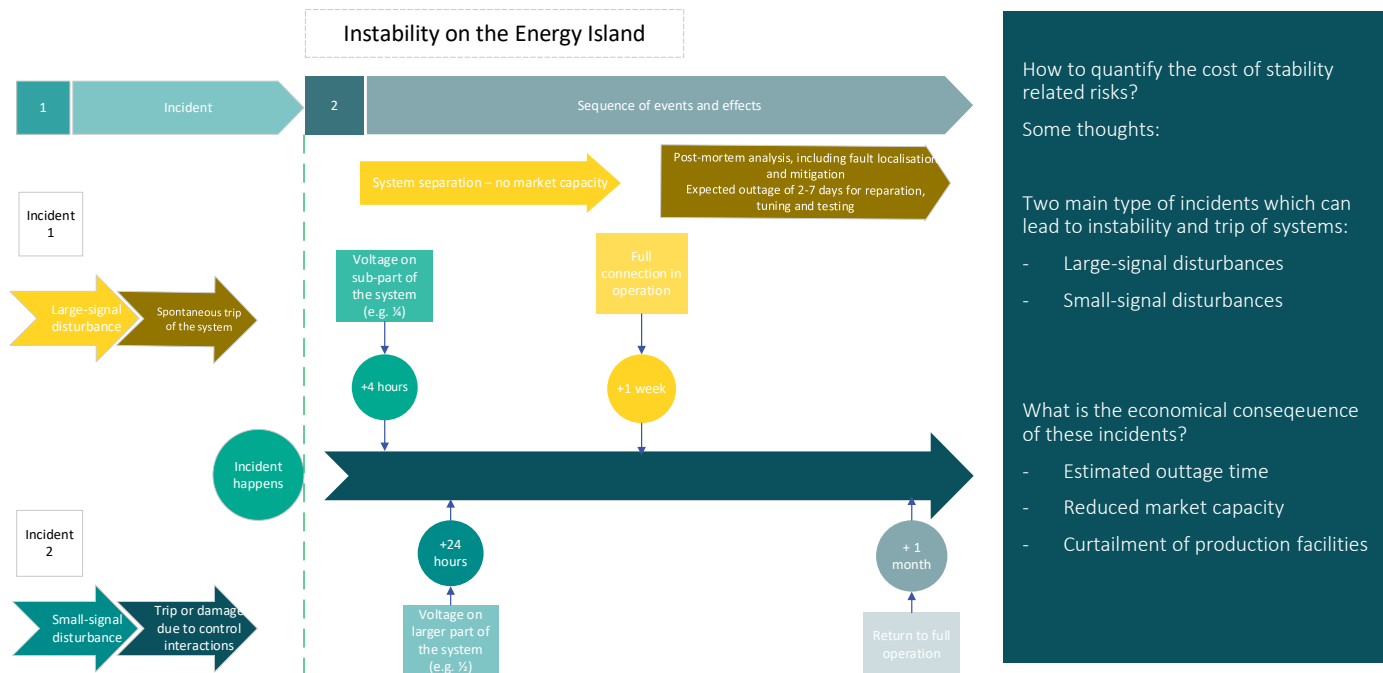 Instability on the Energy Island
1
Incident
2
Sequence of events and effects
System separation – no market capacity
Post-mortem analysis, including fault localisation
and mitigation
Expected outtage of 2-7 days for reparation,
tuning and testing
Incident
1
Large-signal
disturbance
Spontaneous trip
of the system
Voltage on
sub-part of
the system
(e.g. ¼)
Full
connection in
operation
+4 hours
+1 week
Incident
happens
Incident
2
Small-signal
disturbance
Trip or damage
due to control
interactions
+24
hours
Voltage on
larger part of
the system
(e.g. ½)
+ 1
month
Return to full
operation
How to quantify the cost of stability
related risks?
Some thoughts:
Two main type of incidents which can
lead to instability and trip of systems:
- Large-signal disturbances
- Small-signal disturbances
What is the economical conseqeuence
of these incidents?
- Estimated outtage time
- Reduced market capacity
- Curtailment of production facilities